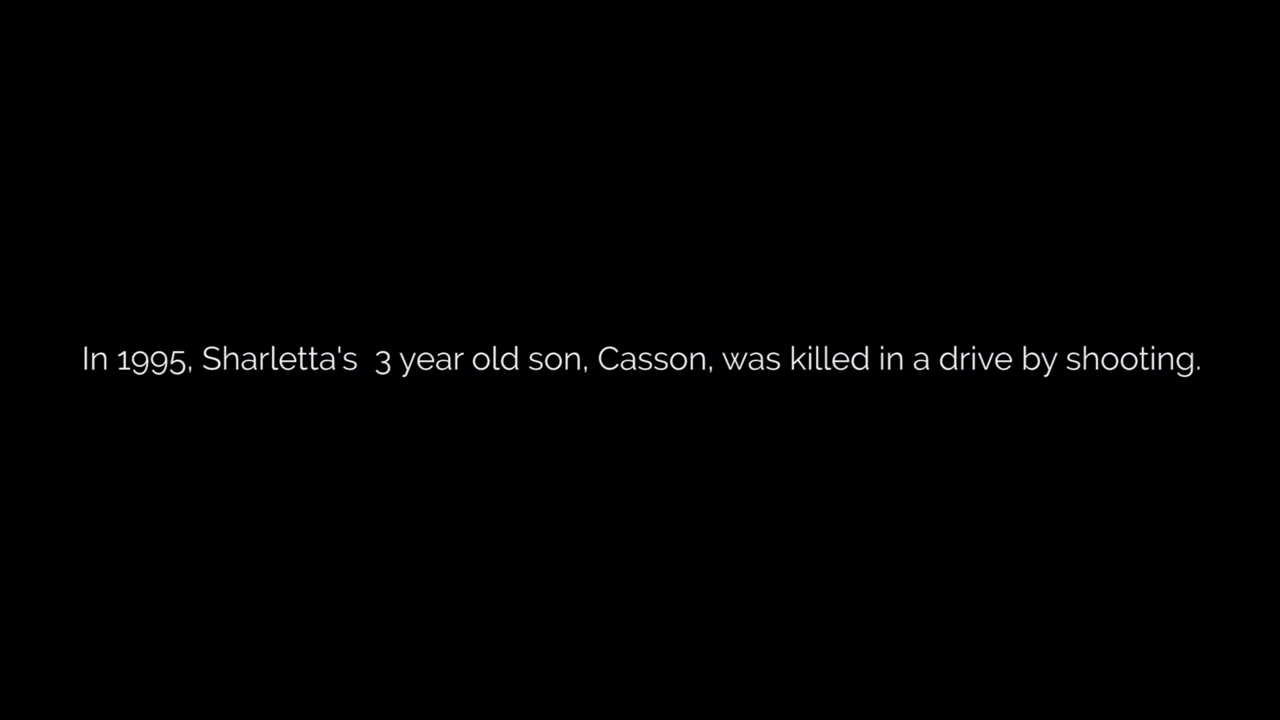 In 1995, Sharletta's  3 year old son, Casson, was killed in a drive by shooting.